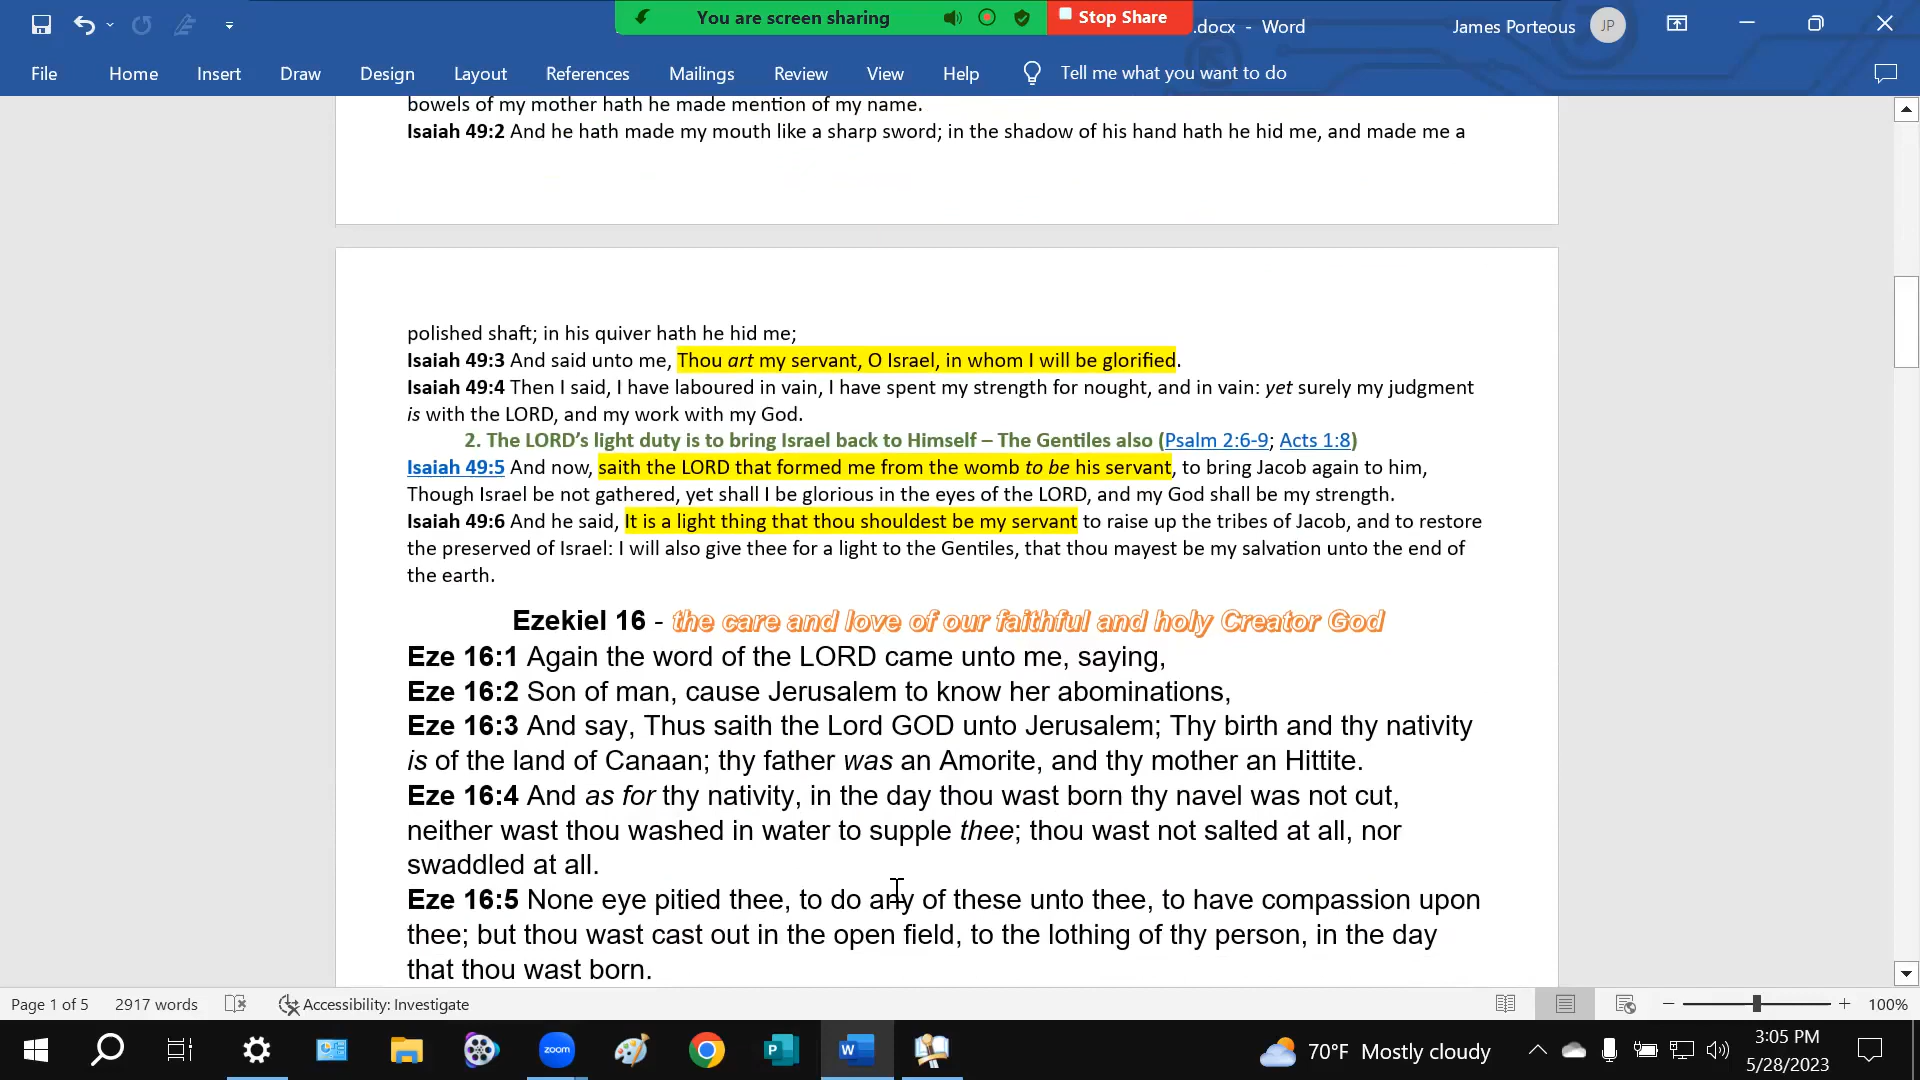 You are screen sharing
Stop Share
.docx - Word
James Porteous
JP
File
Home
Insert
Draw
Design
Layout
References
Mailings
Review
View
Help
Tell me what you want to do
bowels of my mother hath he made mention of my name.
Isaiah 49:2 And he hath made my mouth like a sharp sword; in the shadow of his hand hath he hid me, and made me a
polished shaft; in his quiver hath he hid me;
Isaiah 49:3 And said unto me, Thou art my servant, O Israel, in whom I will be glorified.
Isaiah 49:4 Then I said, I have laboured in vain, I have spent my strength for nought, and in vain: yet surely my judgment
is with the LORD, and my work with my God.
2. The LORD’s light duty is to bring Israel back to Himself – The Gentiles also (Psalm 2:6-9; Acts 1:8)
Isaiah 49:5 And now, saith the LORD that formed me from the womb to be his servant, to bring Jacob again to him,
Though Israel be not gathered, yet shall I be glorious in the eyes of the LORD, and my God shall be my strength.
Isaiah 49:6 And he said, It is a light thing that thou shouldest be my servant to raise up the tribes of Jacob, and to restore
the preserved of Israel: I will also give thee for a light to the Gentiles, that thou mayest be my salvation unto the end of
the earth.
Ezekiel 16 - the care and love of our faithful and holy Creator God
Eze 16:1 Again the word of the LORD came unto me, saying,
Eze 16:2 Son of man, cause Jerusalem to know her abominations,
Eze 16:3 And say, Thus saith the Lord GOD unto Jerusalem; Thy birth and thy nativity
is of the land of Canaan; thy father was an Amorite, and thy mother an Hittite.
Eze 16:4 And as for thy nativity, in the day thou wast born thy navel was not cut,
neither wast thou washed in water to supple thee; thou wast not salted at all, nor
swaddled at all.
Eze 16:5 None eye pitied thee, to do any of these unto thee, to have compassion upon
thee; but thou wast cast out in the open field, to the lothing of thy person, in the day
that thou wast born.
Page 1 of 5
2917 words
Accessibility: Investigate
100%
zoom
P
W
70°F Mostly cloudy
3:05 PM
5/28/2023